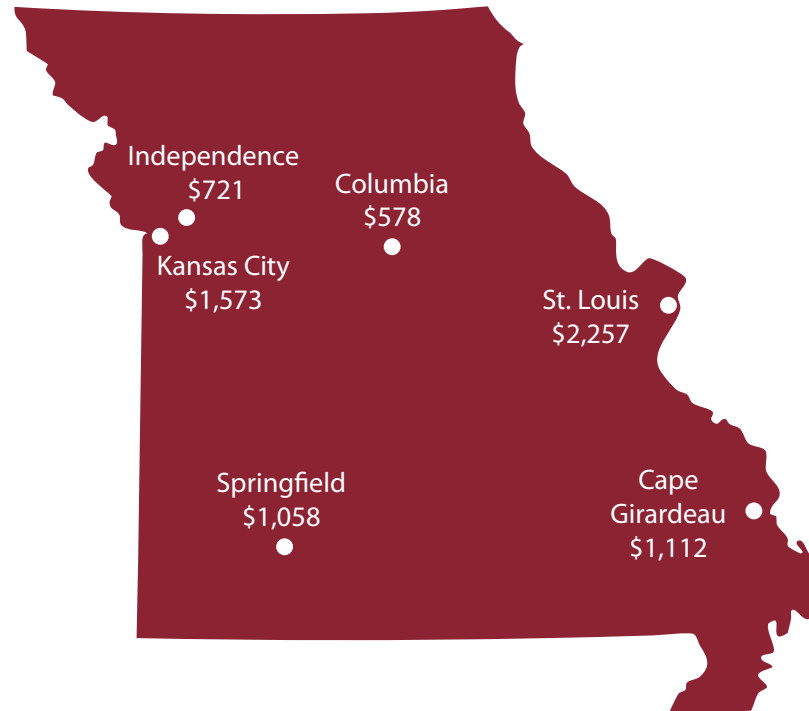 Independence
$721
Columbia
$578
Kansas City
$1,573
St. Louis
$2,257
Springfield
$1,058
Cape
Girardeau
$1,112